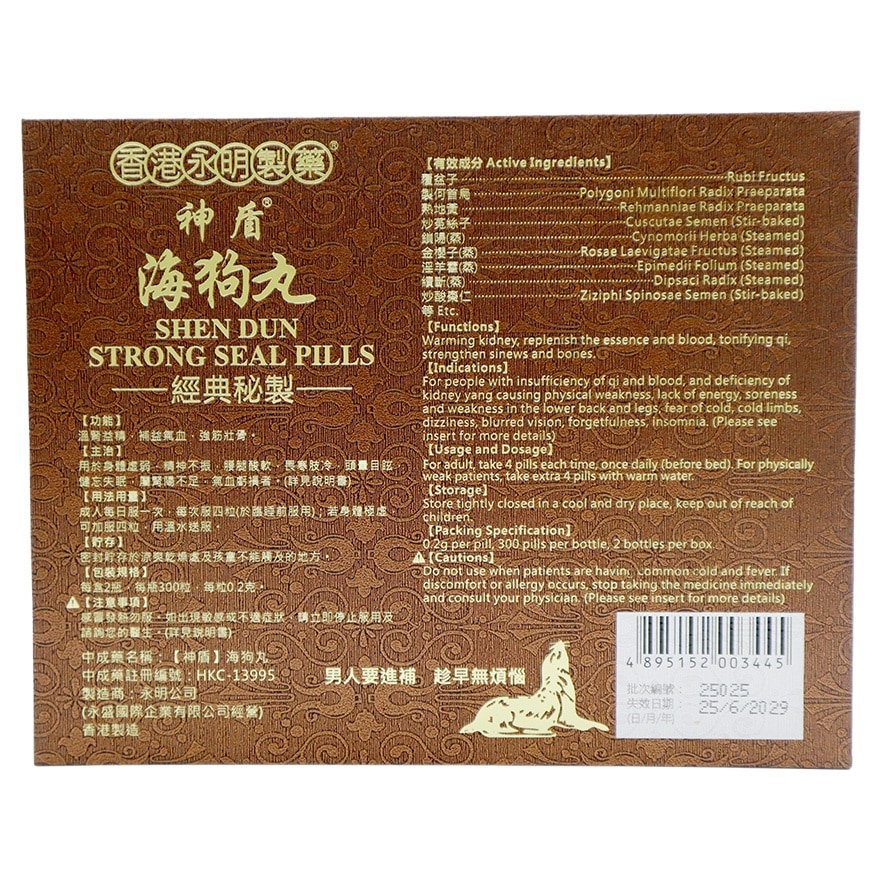 香港永明製藥®
神盾®
海狗丸
SHEN DUN
STRONG SEAL PILLS
經典秘製
【功能】
溫腎益精，補益氣血，強筋壯骨。
【主治】
用於身體虛弱，精神不振，腰腿酸軟，畏寒肢冷，頭暈目眩，
健忘失眠，屬腎陽不足，氣血虧損者。(詳見說明書)
【用法用量】
成人每日服一次，每次服四粒(於臨睡前服用)；若身體極虛，
可加服四粒，用溫水送服。
【貯存】
密封貯存於涼爽乾燥處及孩童不能觸及的地方。
【包裝規格】
每盒2瓶，每瓶300粒，每粒0.2克。
【注意事項】
感冒發熱勿服。如出現敏感或不適症狀，請立即停止服用及
諮詢您的醫生。(詳見說明書)
中成藥名稱：【神盾】海狗丸
中成藥註冊編號：HKC-13995
製造商：永明公司
(永盛國際企業有限公司經營)
香港製造
【有效成分 Active Ingredients】
覆盆子 Rubi Fructus
製何首烏 Polygoni Multiflori Radix Praeparata
熟地黃 Rehmanniae Radix Praeparata
炒菟絲子 Cuscutae Semen (Stir-baked)
鎖陽(蒸) Cynomorii Herba (Steamed)
金櫻子(蒸) Rosae Laevigatae Fructus (Steamed)
淫羊藿(蒸) Epimedii Folium (Steamed)
續斷(蒸) Dipsaci Radix (Steamed)
炒酸棗仁 Ziziphi Spinosae Semen (Stir-baked)
等 Etc.
【Functions】
Warming kidney, replenish the essence and blood, tonifying qi,
strengthen sinews and bones.
【Indications】
For people with insufficiency of qi and blood, and deficiency of
kidney yang causing physical weakness, lack of energy, soreness
and weakness in the lower back and legs, fear of cold, cold limbs,
dizziness, blurred vision, forgetfulness, insomnia. (Please see
insert for more details)
【Usage and Dosage】
For adult, take 4 pills each time, once daily (before bed). For physically
weak patients, take extra 4 pills with warm water.
【Storage】
Store tightly closed in a cool and dry place, keep out of reach of
children.
【Packing Specification】
0.2g per pill, 300 pills per bottle, 2 bottles per box.
【Cautions】
Do not use when patients are having common cold and fever. If
discomfort or allergy occurs, stop taking the medicine immediately
and consult your physician. (Please see insert for more details)
男人要進補 趁早無煩惱
4 895152 003445
批次編號： 25025
失效日期： 25/6/2029
(日/月/年)